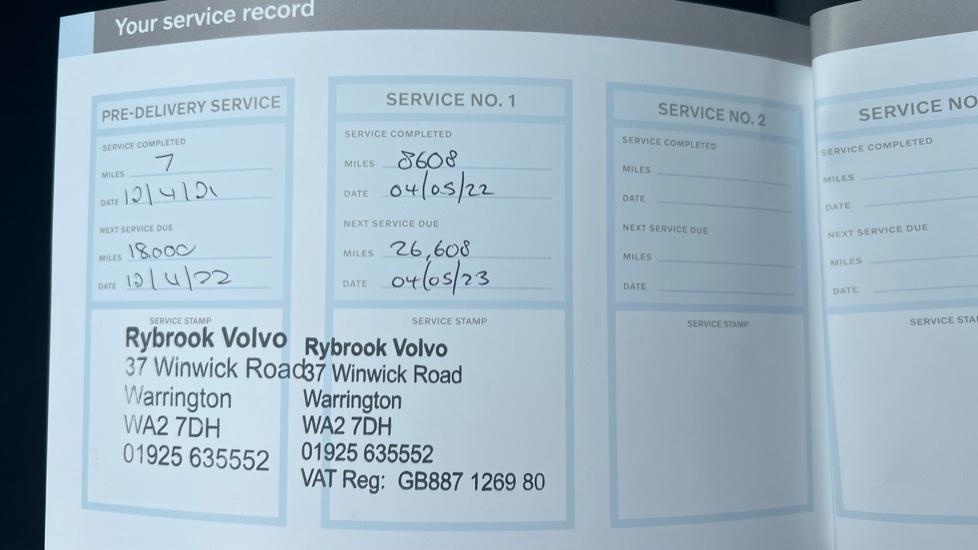 Your service record
PRE-DELIVERY SERVICE
SERVICE COMPLETED
MILES 7
DATE 12/4/21
NEXT SERVICE DUE
MILES 18.000
DATE 12/4/22
SERVICE STAMP
Rybrook Volvo
37 Winwick Road
Warrington
WA2 7DH
01925 635552
SERVICE NO. 1
SERVICE COMPLETED
MILES 8608
DATE 04/05/22
NEXT SERVICE DUE
MILES 26,608
DATE 04/05/23
SERVICE STAMP
Rybrook Volvo
37 Winwick Road
Warrington
WA2 7DH
01925 635552
VAT Reg: GB887 1269 80
SERVICE NO. 2
SERVICE COMPLETED
MILES
DATE
NEXT SERVICE DUE
MILES
DATE
SERVICE STAMP
SERVICE NO
SERVICE COMPLETED
MILES
DATE
NEXT SERVICE DUE
MILES
DATE
SERVICE STA